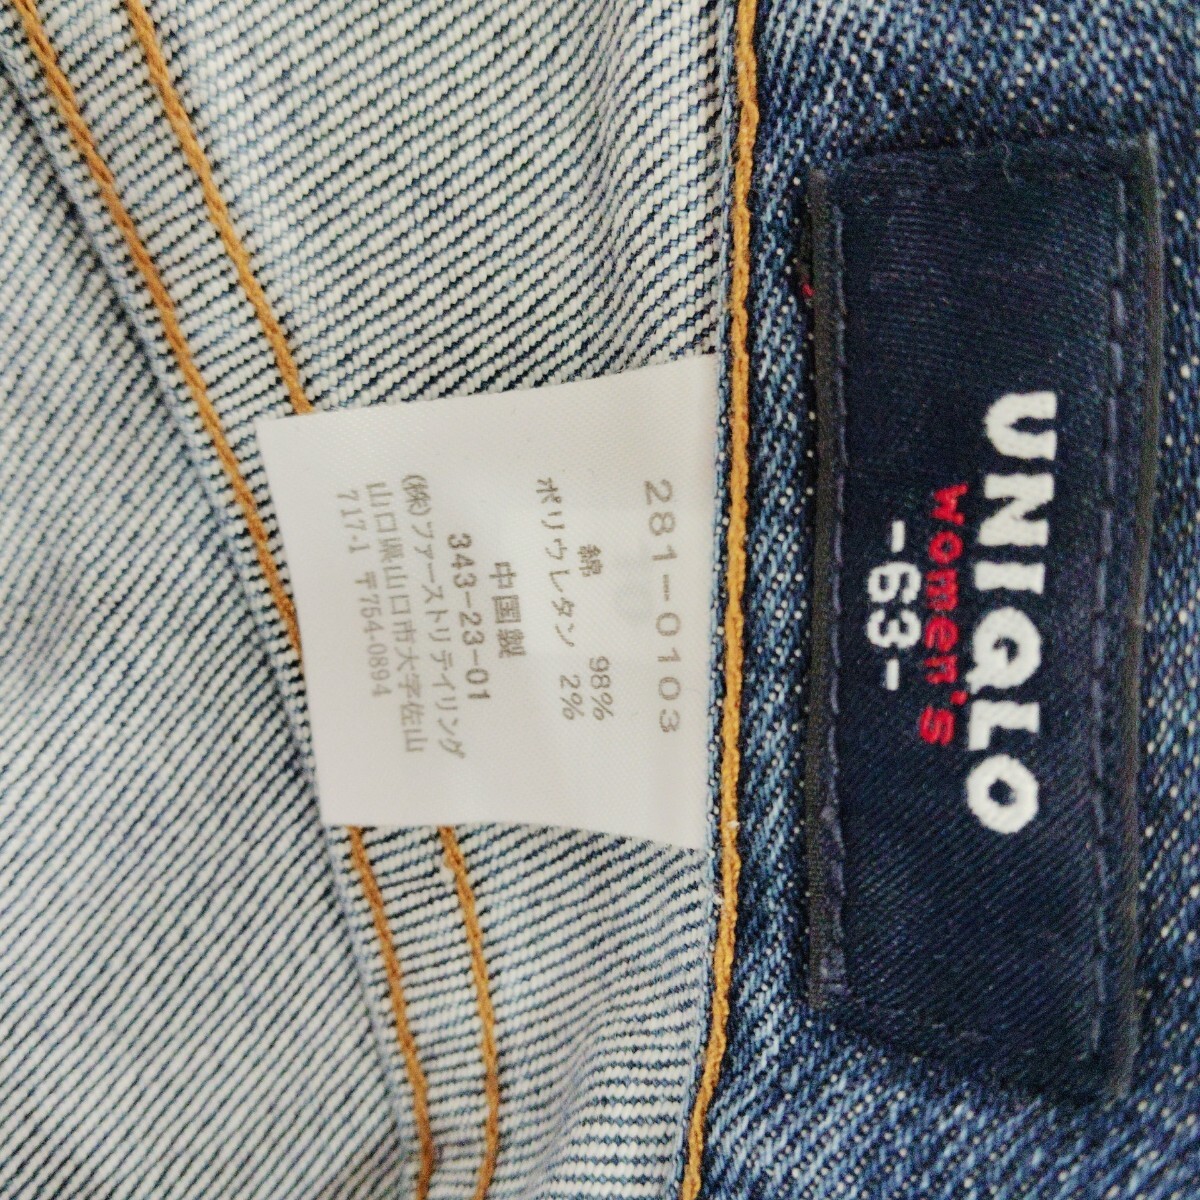 UNIQLO
women's
-63-
281-0103
綿 98%
ポリウレタン 2%
中国製
343-23-01
(株)ファーストリテイリング
山口県山口市大字佐山
717-1 〒754-0894